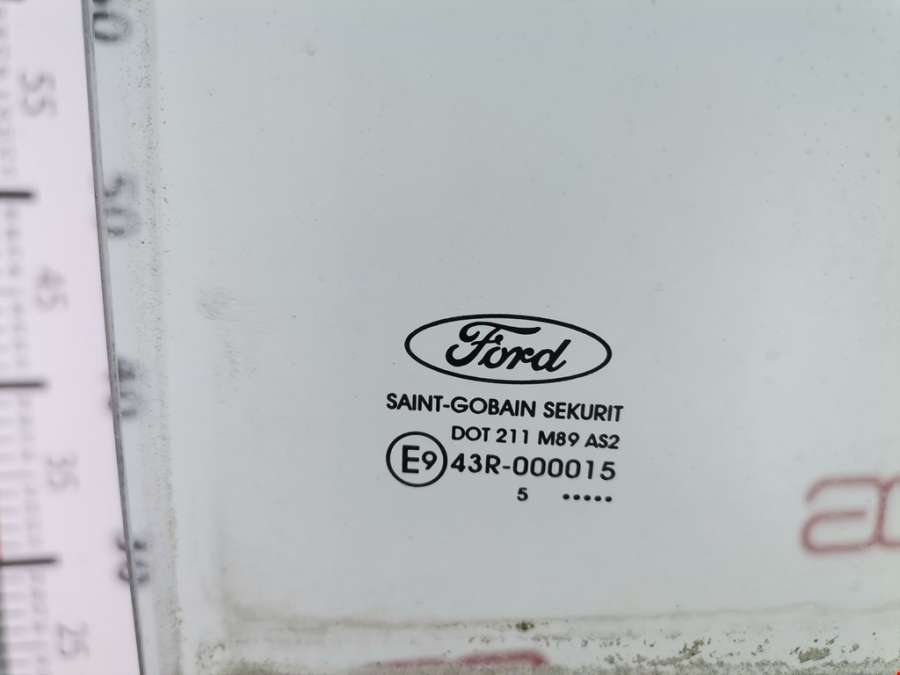 Ford
SAINT-GOBAIN SEKURIT
DOT 211 M89 AS2
E9 43R-000015
5 •••••
55
50
45
40
35
30
25